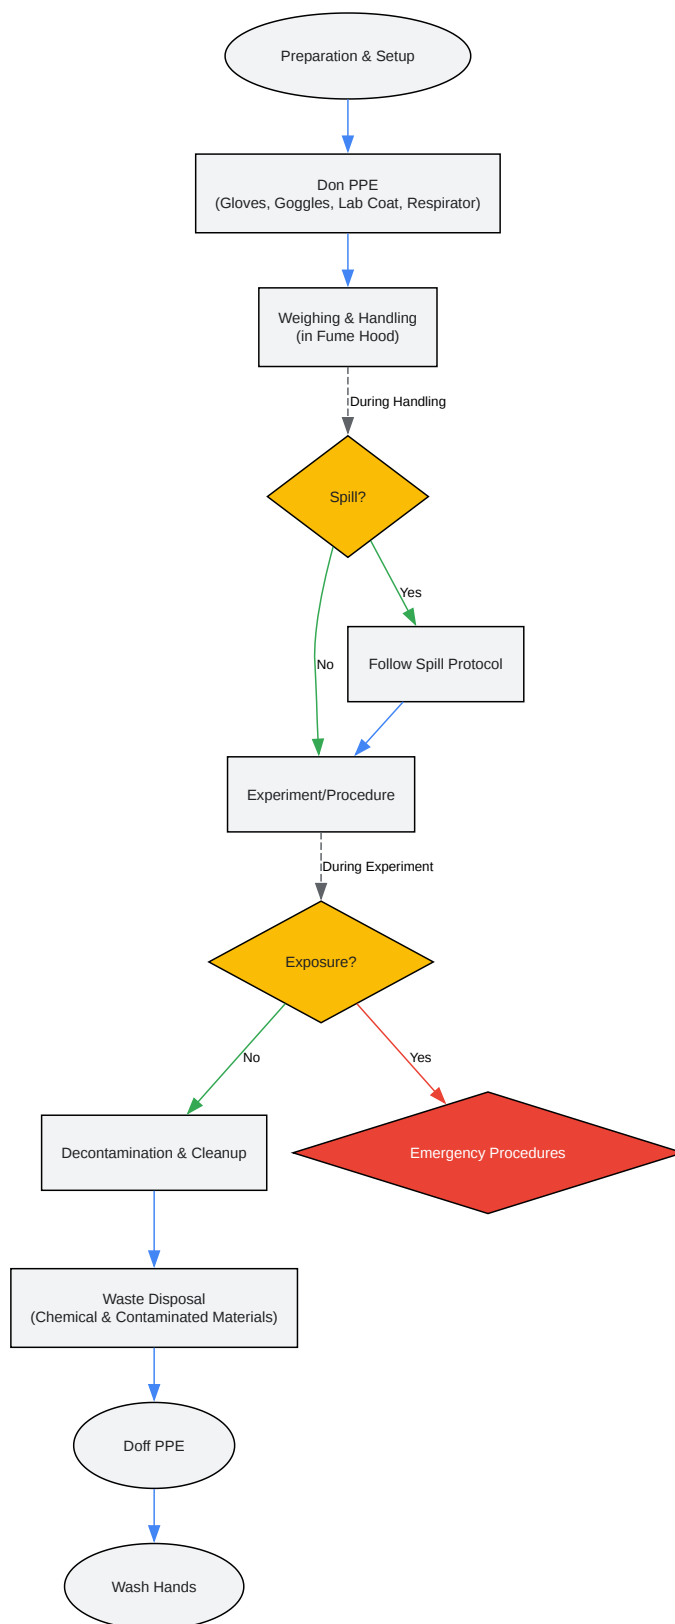 Preparation & Setup
Don PPE
(Gloves, Goggles, Lab Coat, Respirator)
Weighing & Handling
(in Fume Hood)
During Handling
Spill?
Yes
No
Follow Spill Protocol
Experiment/Procedure
During Experiment
Exposure?
No
Yes
Decontamination & Cleanup
Emergency Procedures
Waste Disposal
(Chemical & Contaminated Materials)
Doff PPE
Wash Hands